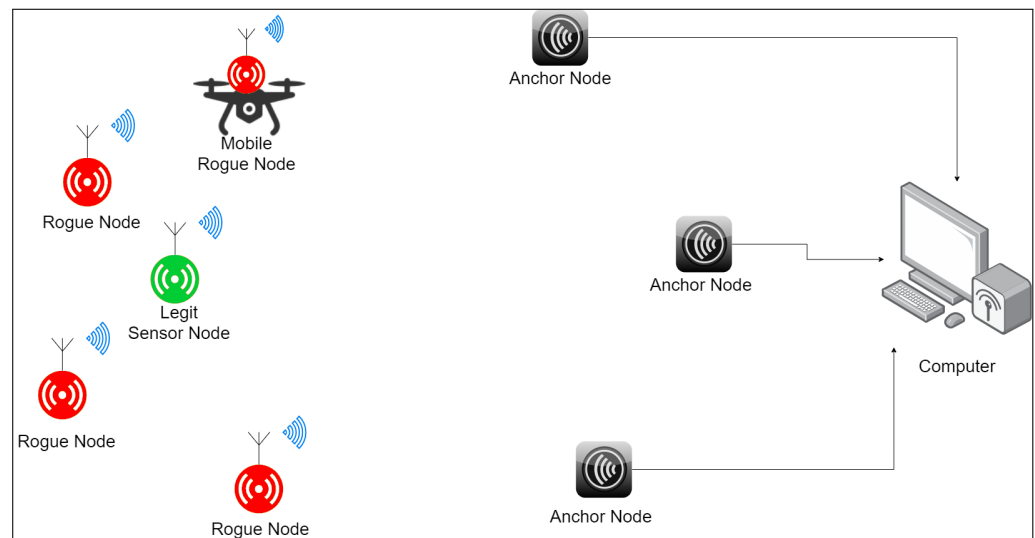 Anchor Node
Mobile
Rogue Node
Rogue Node
Anchor Node
Legit
Sensor Node
Computer
Rogue Node
Anchor Node
Rogue Node